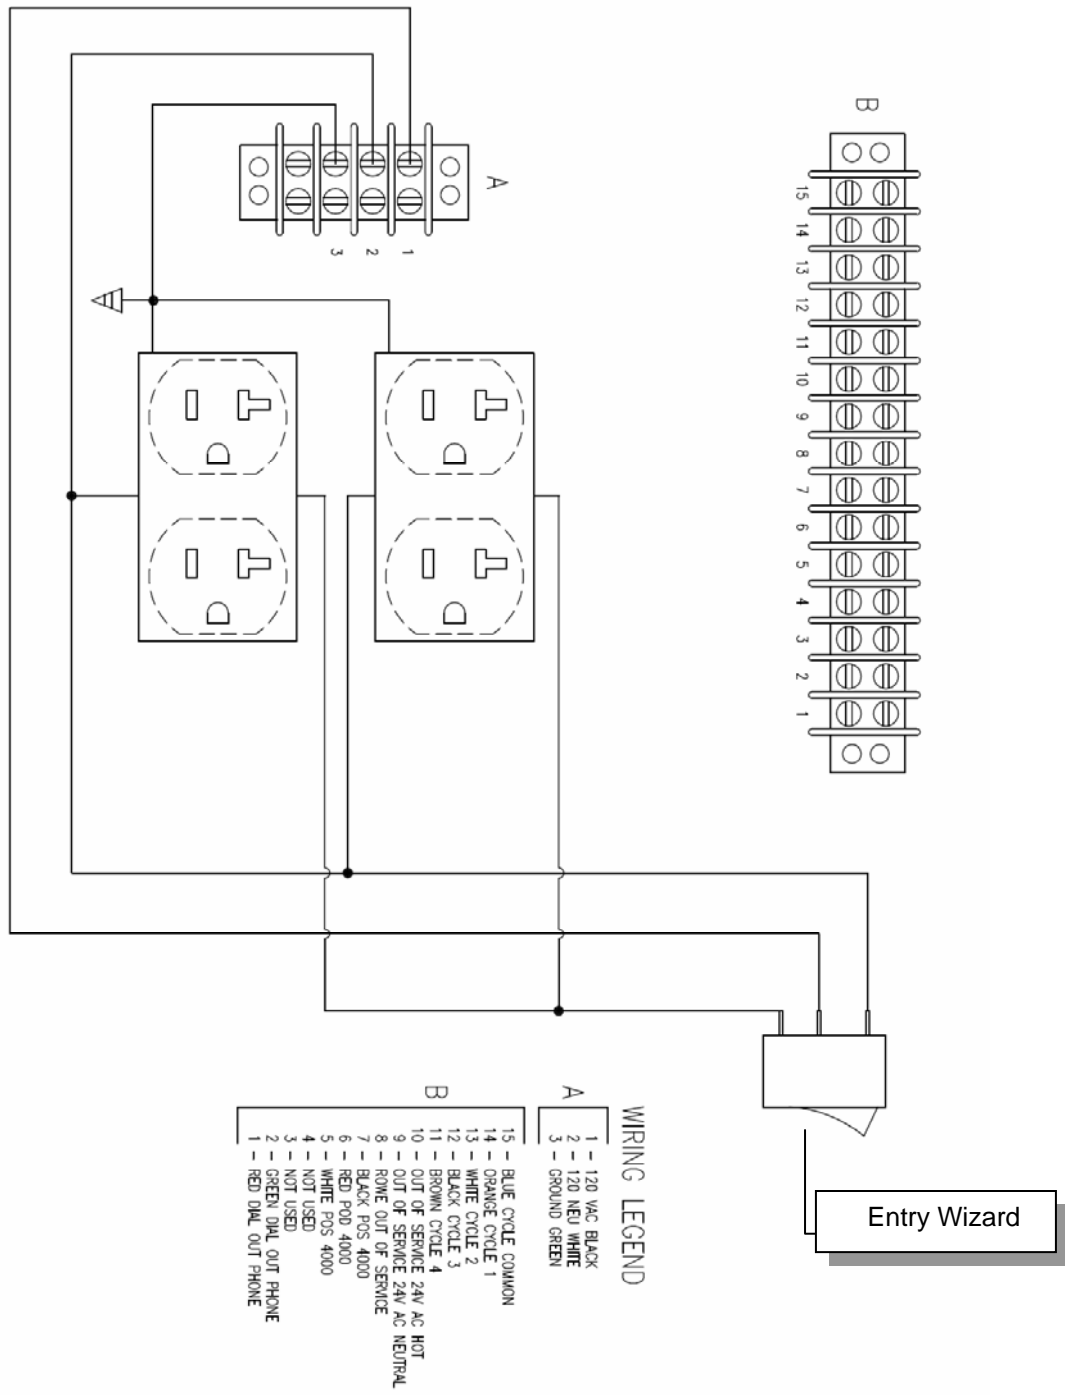 A
1
2
3
B
15
14
13
12
11
10
9
8
7
6
5
4
3
2
1
WIRING LEGEND
A
1 - 120 VAC BLACK
2 - 120 NEU WHITE
3 - GROUND GREEN
B
15 - BLUE CYCLE COMMON
14 - ORANGE CYCLE 1
13 - WHITE CYCLE 2
12 - BLACK CYCLE 3
11 - BROWN CYCLE 4
10 - OUT OF SERVICE 24V AC HOT
9 - OUT OF SERVICE 24V AC NEUTRAL
8 - ROWE OUT OF SERVICE
7 - BLACK POS 4000
6 - RED POD 4000
5 - WHITE POS 4000
4 - NOT USED
3 - NOT USED
2 - GREEN DIAL OUT PHONE
1 - RED DIAL OUT PHONE
Entry Wizard